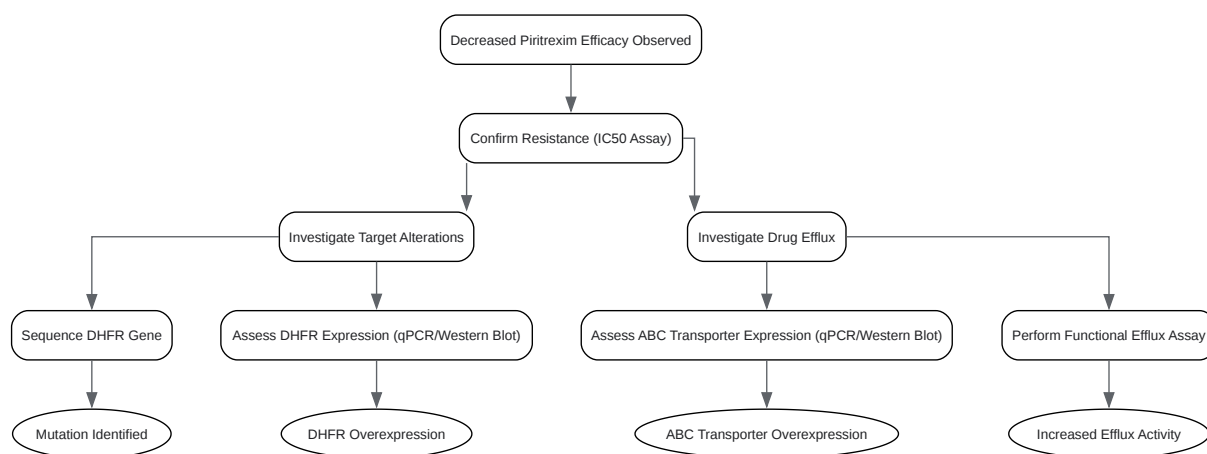 Decreased Piritrexim Efficacy Observed
Confirm Resistance (IC50 Assay)
Investigate Target Alterations
Investigate Drug Efflux
Sequence DHFR Gene
Assess DHFR Expression (qPCR/Western Blot)
Assess ABC Transporter Expression (qPCR/Western Blot)
Perform Functional Efflux Assay
Mutation Identified
DHFR Overexpression
ABC Transporter Overexpression
Increased Efflux Activity